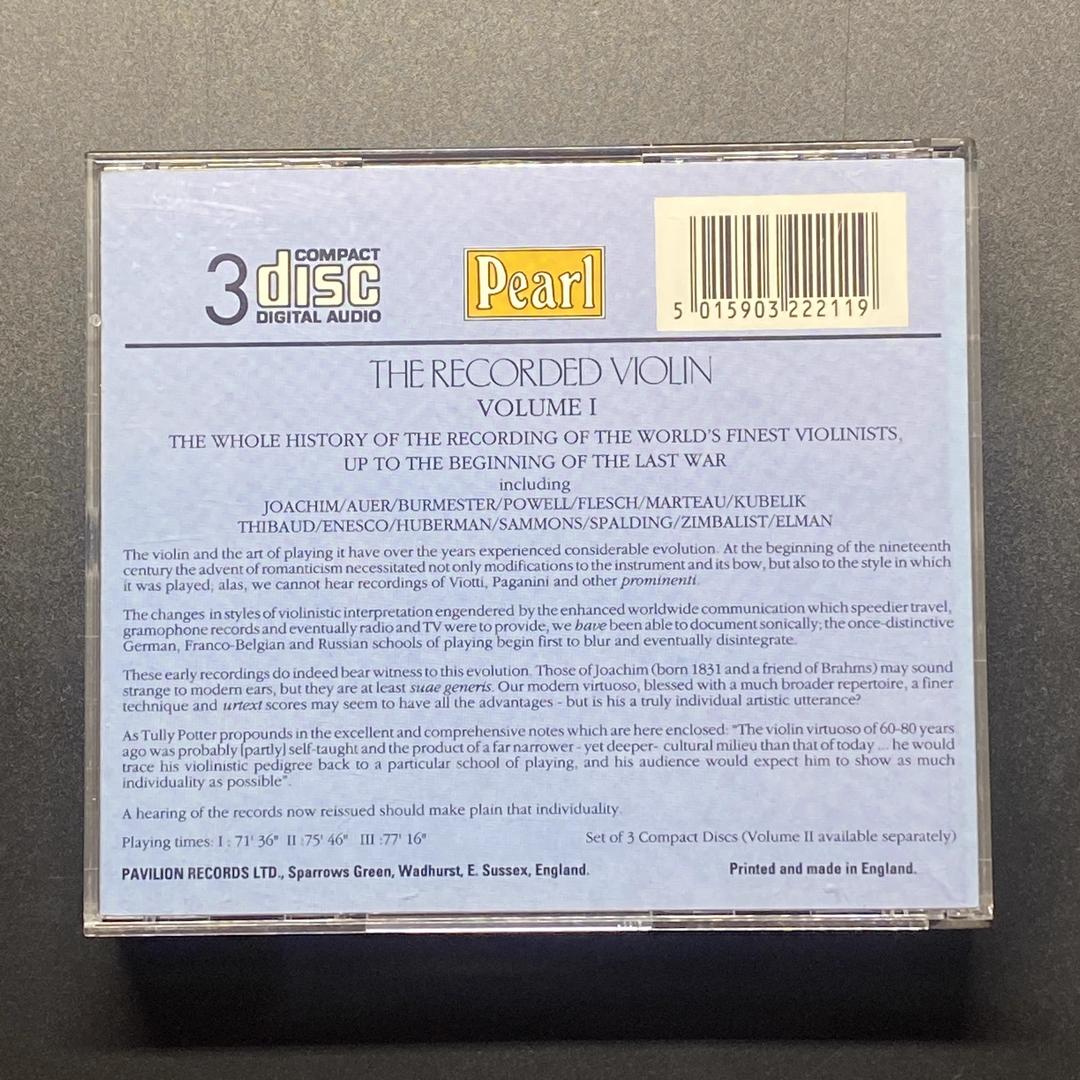 3 COMPACT
disc
DIGITAL AUDIO
Pearl
5 015903 222119
THE RECORDED VIOLIN
VOLUME I
THE WHOLE HISTORY OF THE RECORDING OF THE WORLD'S FINEST VIOLINISTS,
UP TO THE BEGINNING OF THE LAST WAR
including
JOACHIM/AUER/BURMESTER/POWELL/FLESCH/MARTEAU/KUBELIK
THIBAUD/ENESCO/HUBERMAN/SAMMONS/SPALDING/ZIMBALIST/ELMAN
The violin and the art of playing it have over the years experienced considerable evolution. At the beginning of the nineteenth
century the advent of romanticism necessitated not only modifications to the instrument and its bow, but also to the style in which
it was played, alas, we cannot hear recordings of Viotti, Paganini and other prominenti.
The changes in styles of violinistic interpretation engendered by the enhanced worldwide communication which speedier travel,
gramophone records and eventually radio and TV were to provide, we have been able to document sonically; the once-distinctive
German, Franco-Belgian and Russian schools of playing begin first to blur and eventually disintegrate.
These early recordings do indeed bear witness to this evolution. Those of Joachim (born 1831 and a friend of Brahms) may sound
strange to modern ears, but they are at least suae generis. Our modern virtuoso, blessed with a much broader repertoire, a finer
technique and urtext scores may seem to have all the advantages - but is his a truly individual artistic utterance?
As Tully Potter propounds in the excellent and comprehensive notes which are here enclosed: "The violin virtuoso of 60-80 years
ago was probably [partly] self-taught and the product of a far narrower - yet deeper- cultural milieu than that of today ... he would
trace his violinistic pedigree back to a particular school of playing, and his audience would expect him to show as much
individuality as possible".
A hearing of the records now reissued should make plain that individuality.
Playing times: I : 71' 36" II :75' 46" III :77' 16"
Set of 3 Compact Discs (Volume II available separately)
PAVILION RECORDS LTD., Sparrows Green, Wadhurst, E. Sussex, England.
Printed and made in England.